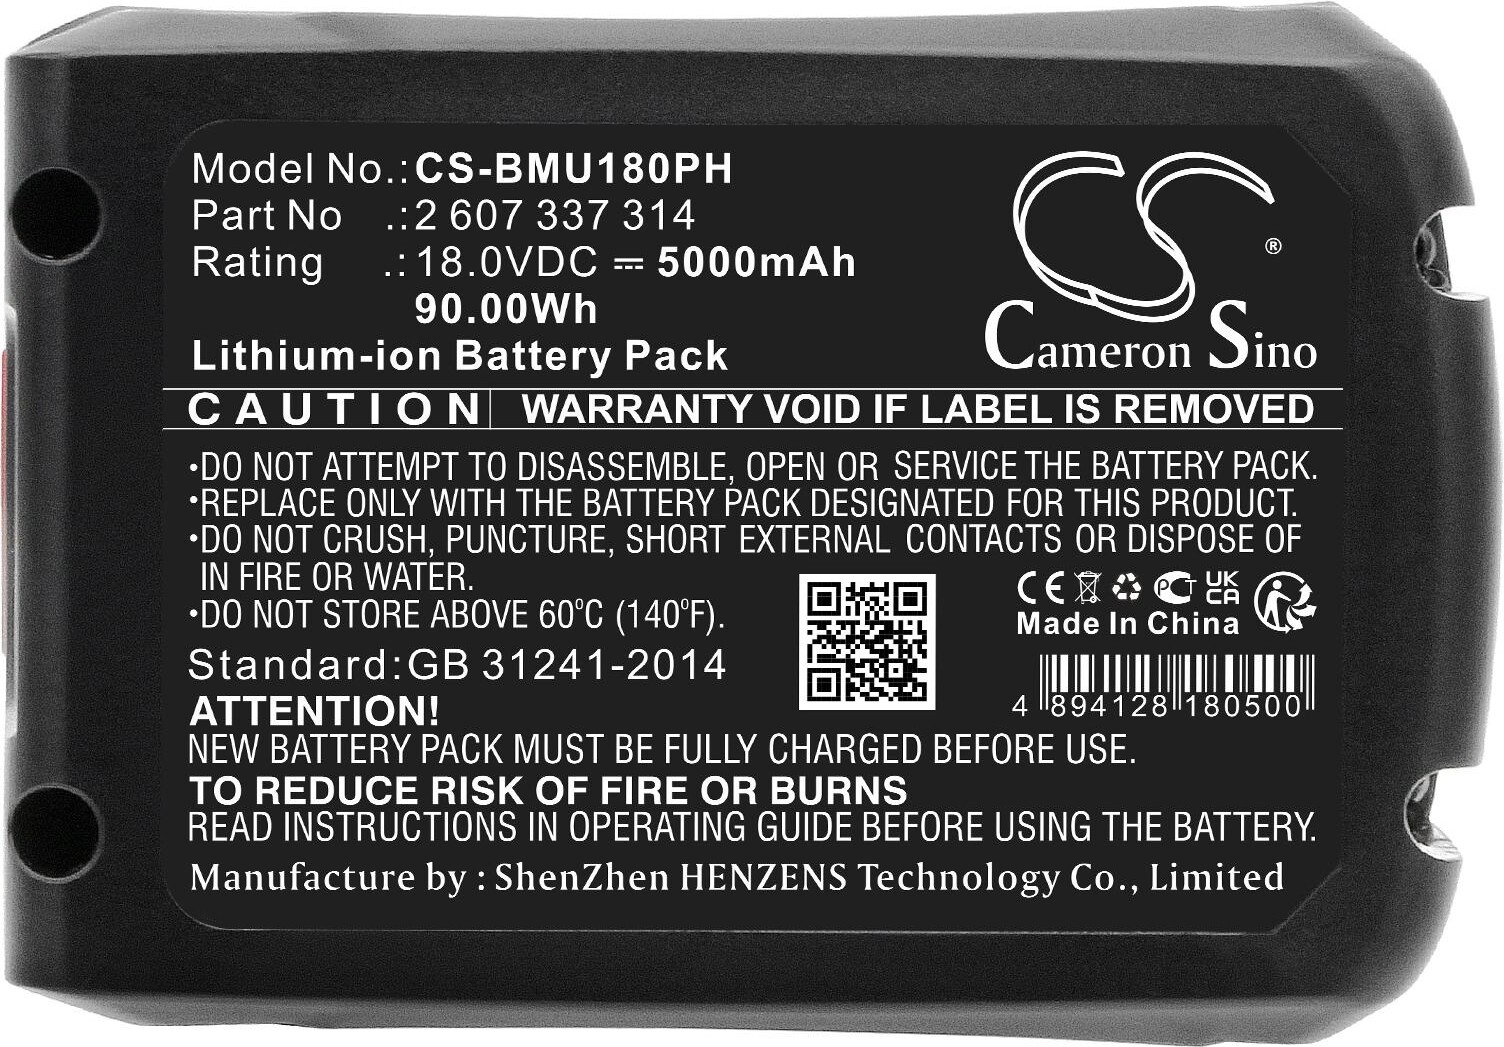 Model No.:CS-BMU180PH
Part No .:2 607 337 314
Rating .:18.0VDC ⎓ 5000mAh
90.00Wh
Lithium-ion Battery Pack
®
Cameron Sino
CAUTION WARRANTY VOID IF LABEL IS REMOVED
•DO NOT ATTEMPT TO DISASSEMBLE, OPEN OR SERVICE THE BATTERY PACK.
•REPLACE ONLY WITH THE BATTERY PACK DESIGNATED FOR THIS PRODUCT.
•DO NOT CRUSH, PUNCTURE, SHORT EXTERNAL CONTACTS OR DISPOSE OF
IN FIRE OR WATER.
•DO NOT STORE ABOVE 60°C (140°F).
CE PCT UK CA
Made In China
Standard:GB 31241-2014
4 894128 180500
ATTENTION!
NEW BATTERY PACK MUST BE FULLY CHARGED BEFORE USE.
TO REDUCE RISK OF FIRE OR BURNS
READ INSTRUCTIONS IN OPERATING GUIDE BEFORE USING THE BATTERY.
Manufacture by : ShenZhen HENZENS Technology Co., Limited